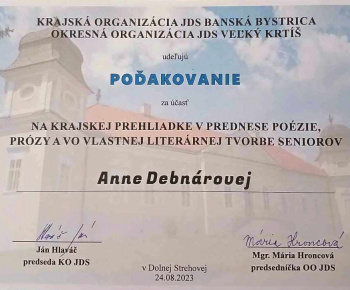 KRAJSKÁ ORGANIZÁCIA JDS BANSKÁ BYSTRICA
OKRESNÁ ORGANIZÁCIA JDS VEĽKÝ KRTÍŠ
udeľujú
POĎAKOVANIE
za účasť
NA KRAJSKEJ PREHLIADKE V PREDNESE POÉZIE,
PRÓZY A VO VLASTNEJ LITERÁRNEJ TVORBE SENIOROV
Anne Debnárovej
Mária Hroncová
Ján Hlaváč
predseda KO JDS
Mgr. Mária Hroncová
predsedníčka OO JDS
v Dolnej Strehovej
24.08.2023